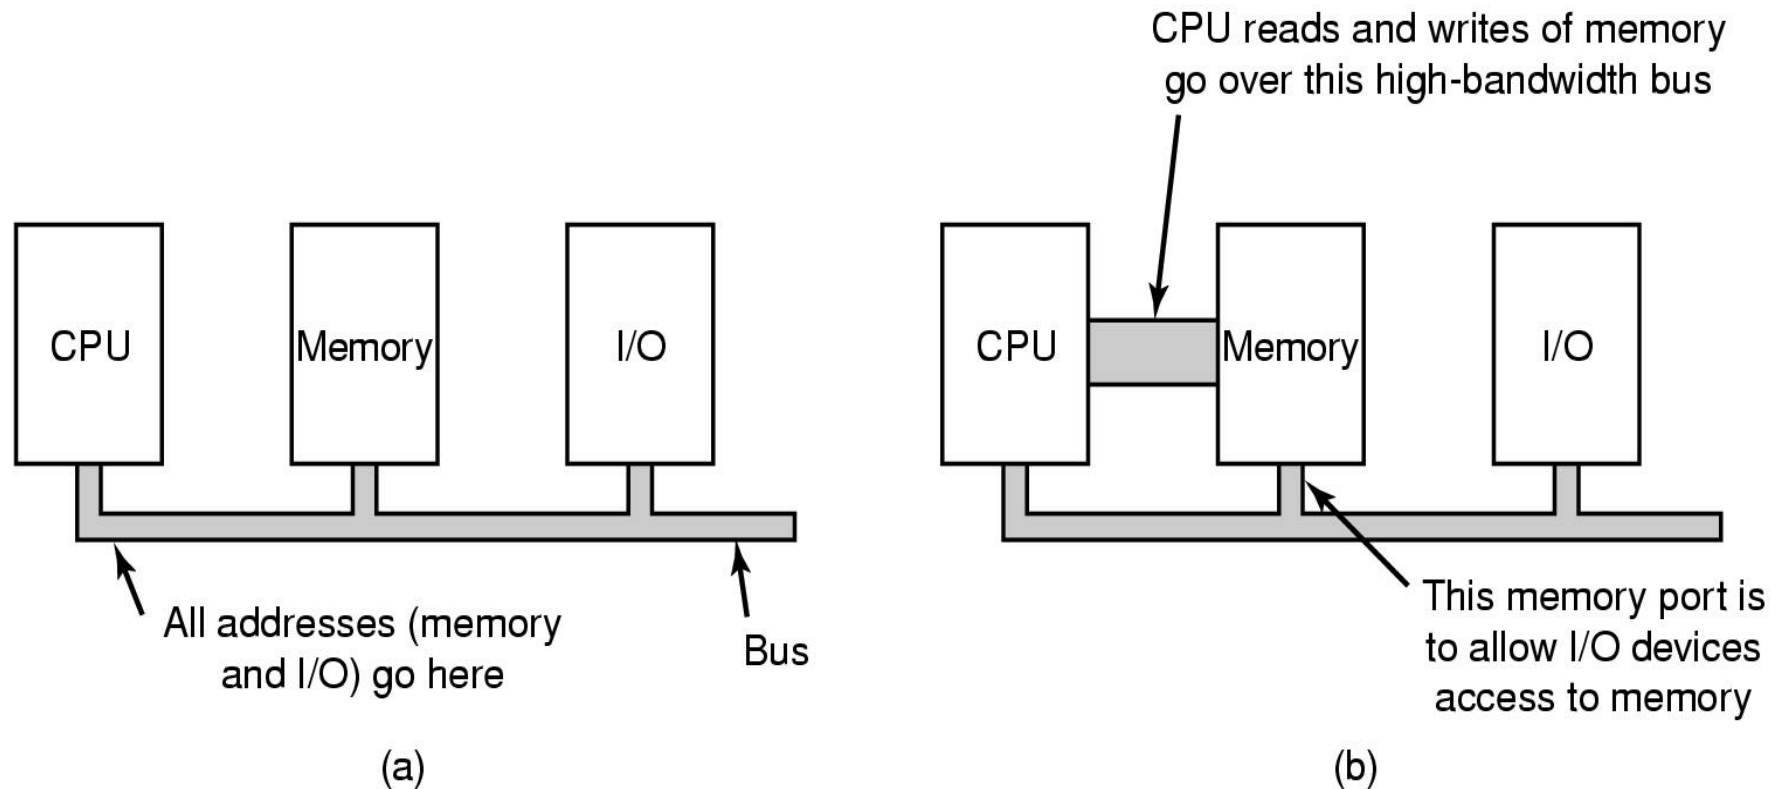 CPU reads and writes of memory
go over this high-bandwidth bus
CPU
Memory
I/O
CPU
Memory
I/O
All addresses (memory
and I/O) go here
Bus
This memory port is
to allow I/O devices
access to memory
(a)
(b)